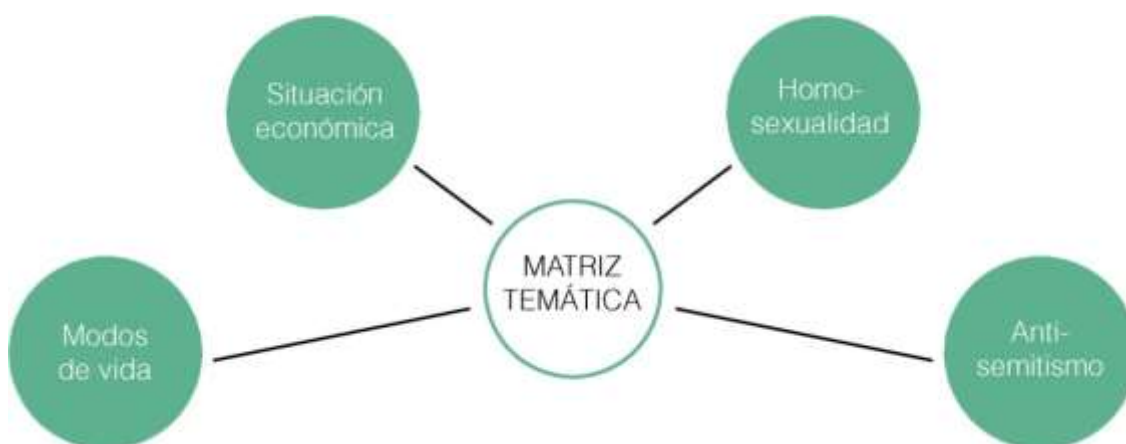 Situación
económica
Homo-
sexualidad
MATRIZ
TEMÁTICA
Modos
de vida
Anti-
semitismo